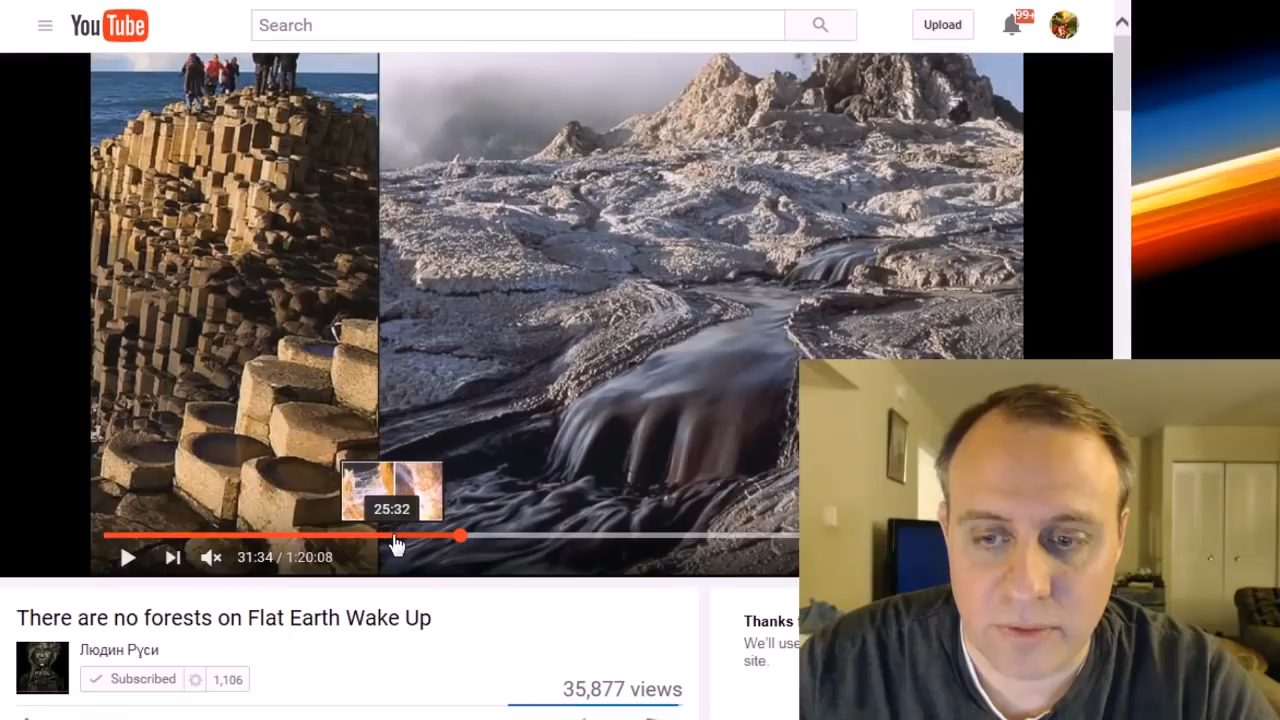 YouTube
Search
Upload
99+
25:32
31:34 / 1:20:08
There are no forests on Flat Earth Wake Up
Людин Руси
Subscribed
1,106
35,877 views
Thanks
We'll use
site.